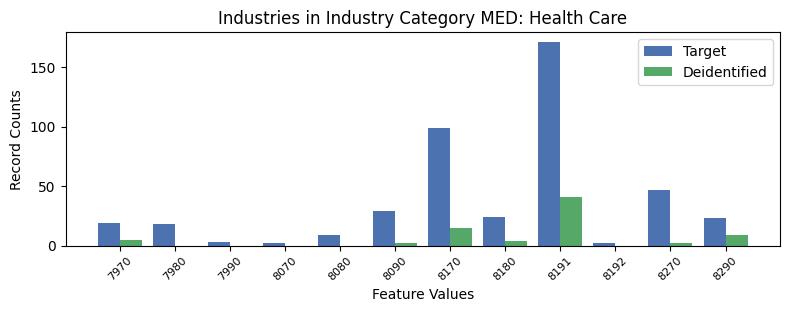 Industries in Industry Category MED: Health Care
Target
Deidentified
Record Counts
150
100
50
0
7970 7980 7990 8070 8080 8090 8170 8180 8191 8192 8270 8290
Feature Values